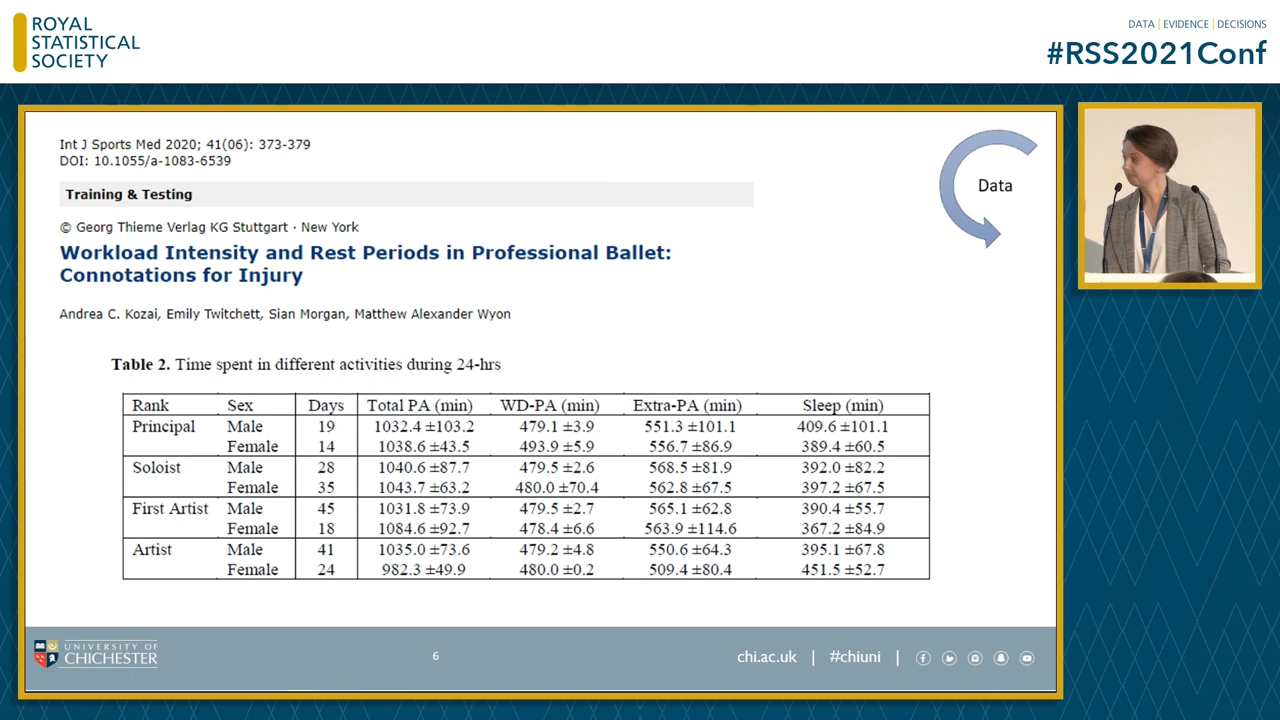 ROYAL
STATISTICAL
SOCIETY
DATA | EVIDENCE | DECISIONS
#RSS2021Conf
Int J Sports Med 2020; 41(06): 373-379
DOI: 10.1055/a-1083-6539
Data
Training & Testing
© Georg Thieme Verlag KG Stuttgart · New York
Workload Intensity and Rest Periods in Professional Ballet:
Connotations for Injury
Andrea C. Kozai, Emily Twitchett, Sian Morgan, Matthew Alexander Wyon
Table 2. Time spent in different activities during 24-hrs
Rank Sex Days Total PA (min) WD-PA (min) Extra-PA (min) Sleep (min)
Principal Male 19 1032.4 ±103.2 479.1 ±3.9 551.3 ±101.1 409.6 ±101.1
Female 14 1038.6 ±43.5 493.9 ±5.9 556.7 ±86.9 389.4 ±60.5
Soloist Male 28 1040.6 ±87.7 479.5 ±2.6 568.5 ±81.9 392.0 ±82.2
Female 35 1043.7 ±63.2 480.0 ±70.4 562.8 ±67.5 397.2 ±67.5
First Artist Male 45 1031.8 ±73.9 479.5 ±2.7 565.1 ±62.8 390.4 ±55.7
Female 18 1084.6 ±92.7 478.4 ±6.6 563.9 ±114.6 367.2 ±84.9
Artist Male 41 1035.0 ±73.6 479.2 ±4.8 550.6 ±64.3 395.1 ±67.8
Female 24 982.3 ±49.9 480.0 ±0.2 509.4 ±80.4 451.5 ±52.7
UNIVERSITY OF
CHICHESTER
6
chi.ac.uk | #chiuni |